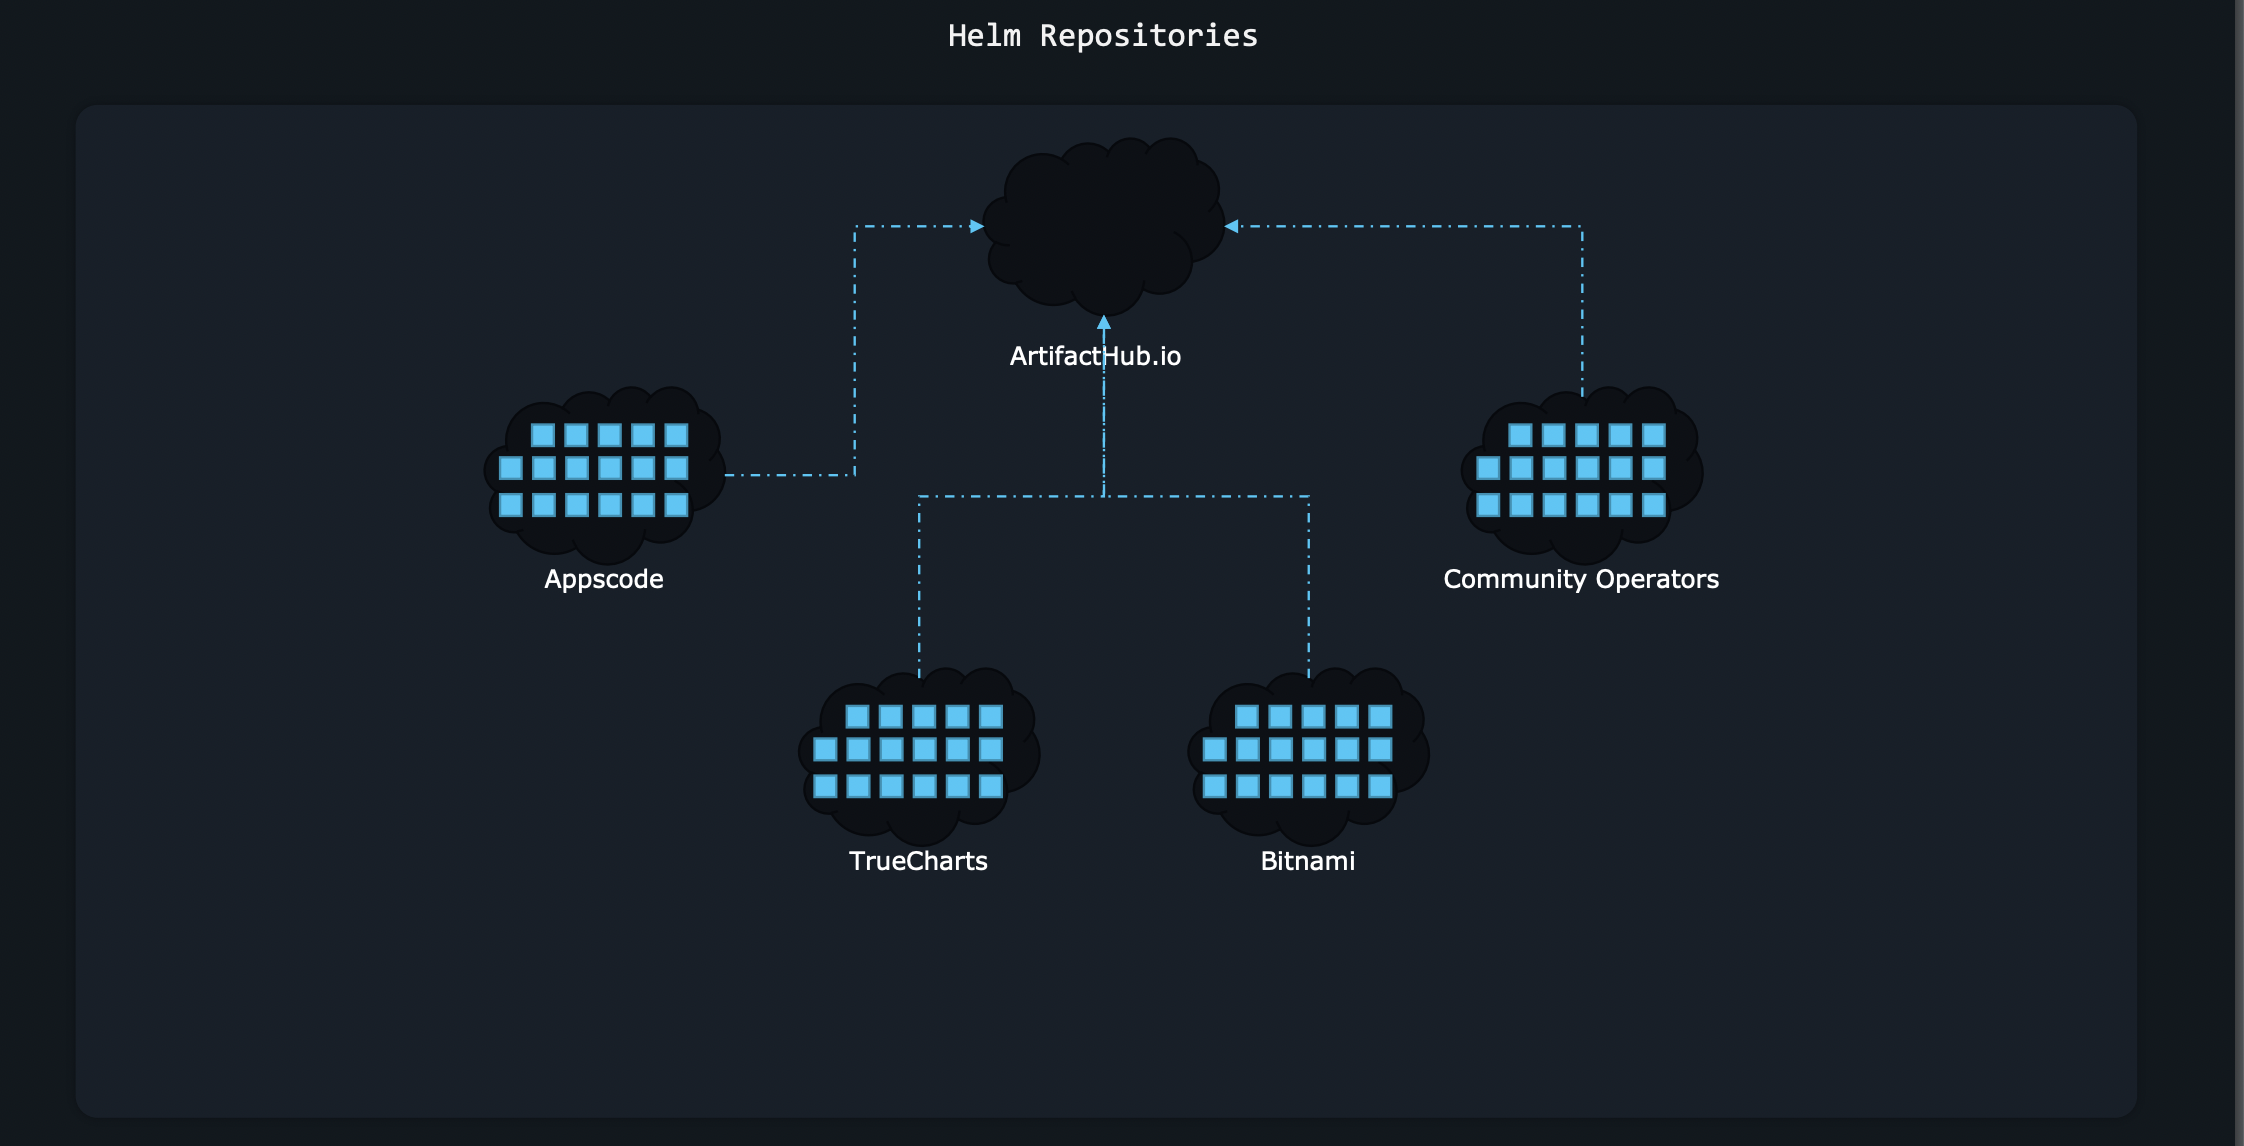 Helm Repositories
ArtifactHub.io
Appscode
Community Operators
TrueCharts
Bitnami